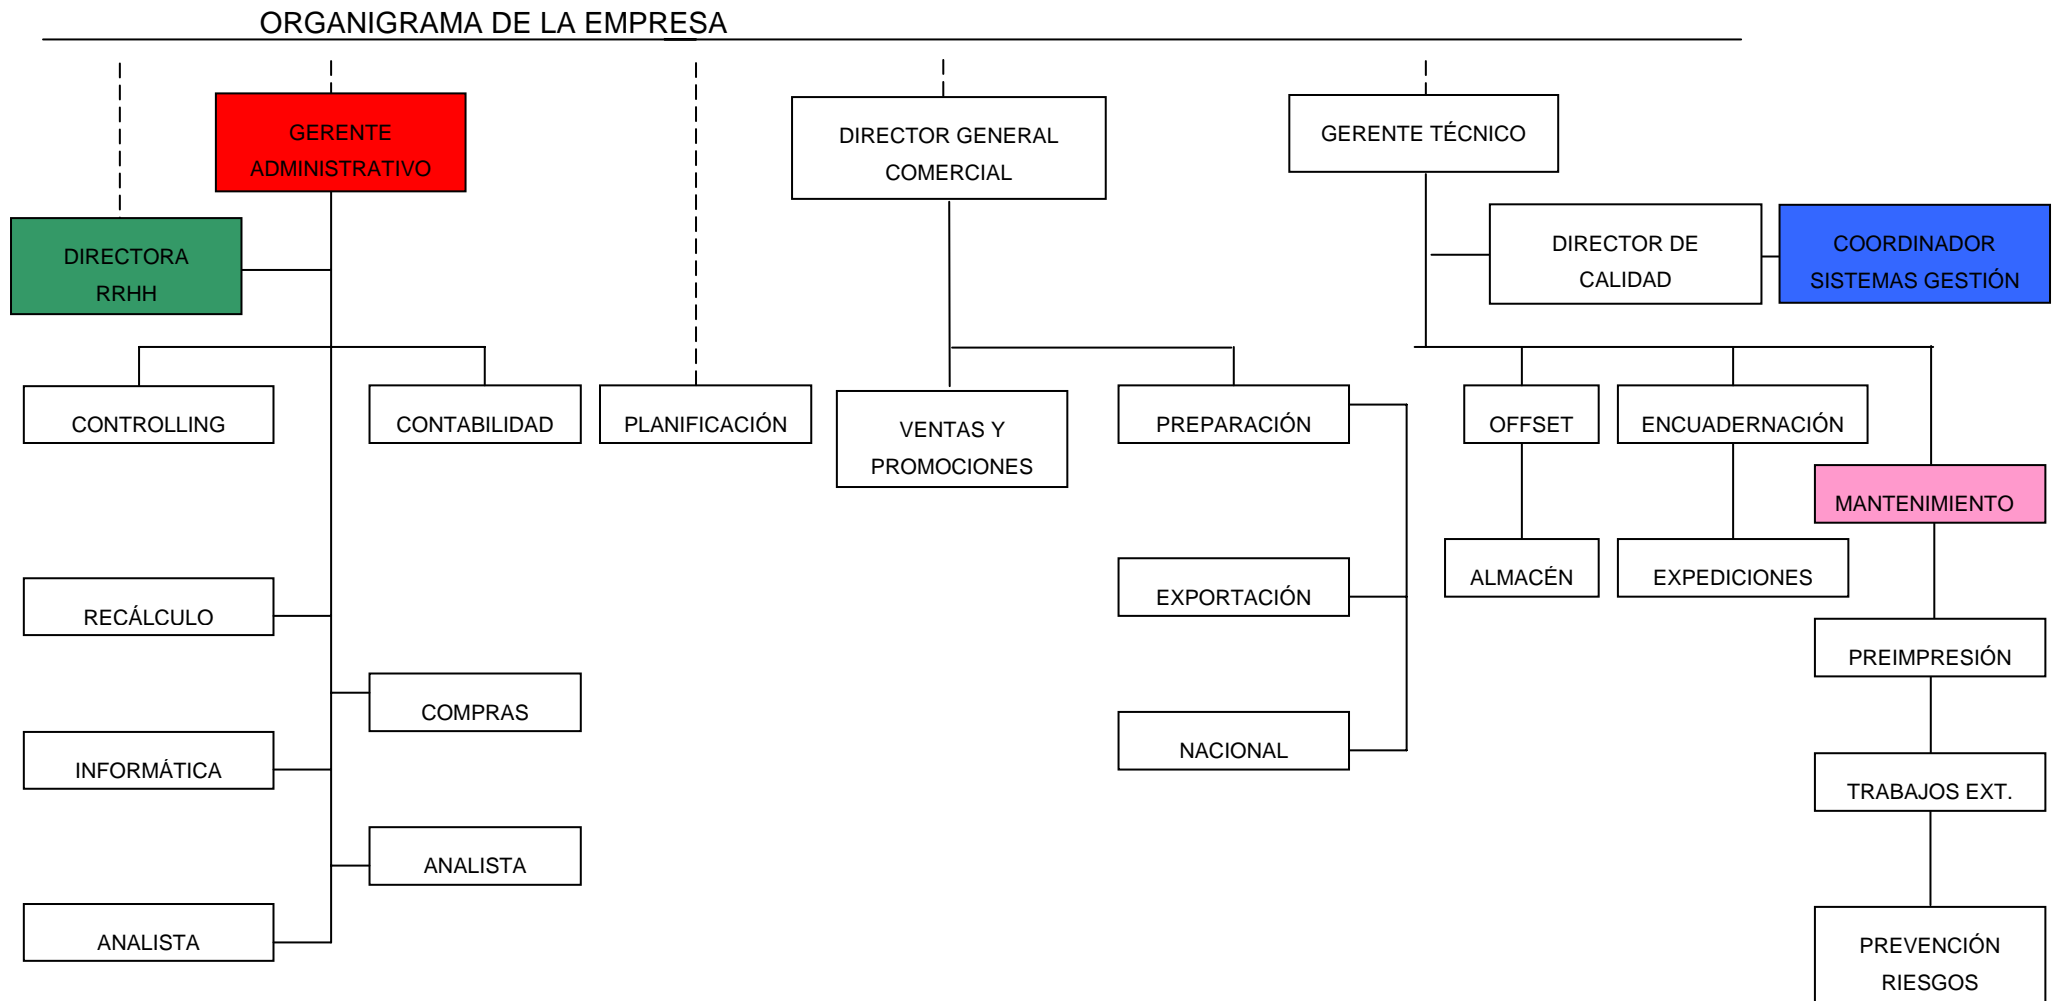 ORGANIGRAMA DE LA EMPRESA
GERENTE
ADMINISTRATIVO
DIRECTOR GENERAL
COMERCIAL
GERENTE TÉCNICO
DIRECTORA
RRHH
DIRECTOR DE
CALIDAD
COORDINADOR
SISTEMAS GESTIÓN
CONTROLLING
CONTABILIDAD
PLANIFICACIÓN
VENTAS Y
PROMOCIONES
PREPARACIÓN
OFFSET
ENCUADERNACIÓN
MANTENIMIENTO
RECÁLCULO
EXPORTACIÓN
ALMACÉN
EXPEDICIONES
PREIMPRESIÓN
COMPRAS
INFORMÁTICA
NACIONAL
TRABAJOS EXT.
ANALISTA
ANALISTA
PREVENCIÓN
RIESGOS